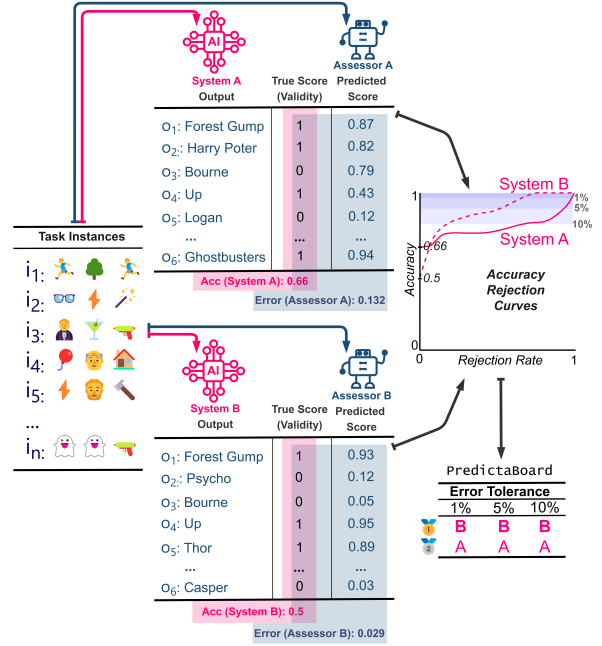 AI
System A
Output
True Score
(Validity)
Assessor A
Predicted
Score
o1: Forest Gump 1 0.87
o2:: Harry Poter 1 0.82
o3: Bourne 0 0.79
o4: Up 1 0.43
o5: Logan 0 0.12
... ... ...
o6: Ghostbusters 1 0.94
Acc (System A): 0.66
Error (Assessor A): 0.132
Task Instances
i1:
i2:
i3:
i4:
i5:
...
in:
AI
System B
Output
True Score
(Validity)
Assessor B
Predicted
Score
o1: Forest Gump 1 0.93
o2:: Psycho 0 0.12
o3: Bourne 0 0.05
o4: Up 1 0.95
o5: Thor 1 0.89
... ... ...
o6: Casper 0 0.03
Acc (System B): 0.5
Error (Assessor B): 0.029
System B
System A
1%
5%
10%
1
0.66
0.5
0
Accuracy
Accuracy
Rejection
Curves
0 1
Rejection Rate
PredictaBoard
Error Tolerance
1% 5% 10%
1 B B B
2 A A A